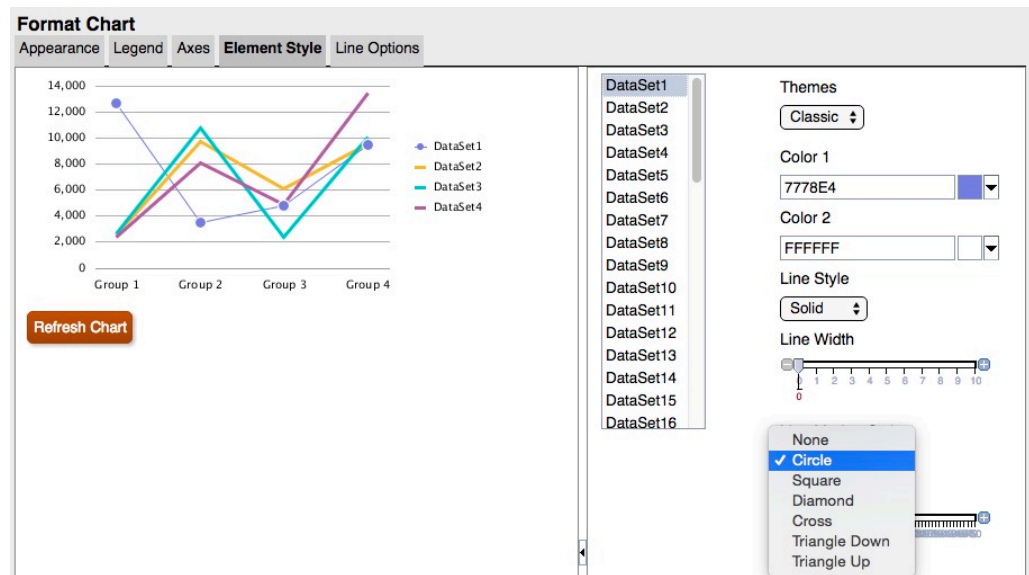 Format Chart
Appearance Legend Axes Element Style Line Options
14,000
12,000
10,000
8,000
6,000
4,000
2,000
0
Group 1 Group 2 Group 3 Group 4
DataSet1
DataSet2
DataSet3
DataSet4
Refresh Chart
DataSet1
DataSet2
DataSet3
DataSet4
DataSet5
DataSet6
DataSet7
DataSet8
DataSet9
DataSet10
DataSet11
DataSet12
DataSet13
DataSet14
DataSet15
DataSet16
Themes
Classic
Color 1
7778E4
Color 2
FFFFFF
Line Style
Solid
Line Width
0 1 2 3 4 5 6 7 8 9 10
0
None
Circle
Square
Diamond
Cross
Triangle Down
Triangle Up